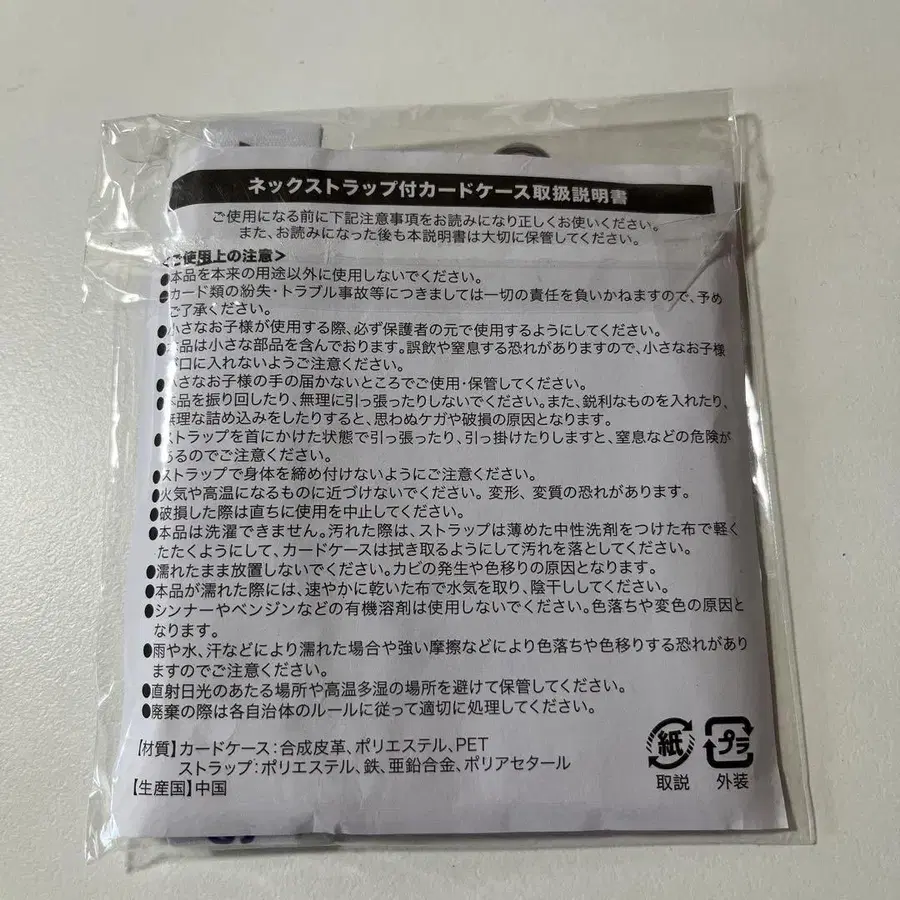 ネックストラップ付カードケース取扱説明書
ご使用になる前に下記注意事項をお読みになり正しくお使いください。
また、お読みになった後も本説明書は大切に保管してください。
<ご使用上の注意>
●本品を本来の用途以外に使用しないでください。
●カード類の紛失・トラブル事故等につきましては一切の責任を負いかねますので、予め
ご了承ください。
●小さなお子様が使用する際、必ず保護者の元で使用するようにしてください。
●本品は小さな部品を含んでおります。誤飲や窒息する恐れがありますので、小さなお子様
が口に入れないようご注意ください。
●小さなお子様の手の届かないところでご使用・保管してください。
●本品を振り回したり、無理に引っ張ったりしないでください。また、鋭利なものを入れたり、
無理な詰め込みをしたりすると、思わぬケガや破損の原因となります。
●ストラップを首にかけた状態で引っ張ったり、引っ掛けたりしますと、窒息などの危険が
あるのでご注意ください。
●ストラップで身体を締め付けないようにご注意ください。
●火気や高温になるものに近づけないでください。変形、変質の恐れがあります。
●破損した際は直ちに使用を中止してください。
●本品は洗濯できません。汚れた際は、ストラップは薄めた中性洗剤をつけた布で軽く
たたくようにして、カードケースは拭き取るようにして汚れを落としてください。
●濡れたまま放置しないでください。カビの発生や色移りの原因となります。
●本品が濡れた際には、速やかに乾いた布で水気を取り、陰干ししてください。
●シンナーやベンジンなどの有機溶剤は使用しないでください。色落ちや変色の原因と
なります。
●雨や水、汗などにより濡れた場合や強い摩擦などにより色落ちや色移りする恐れがあり
ますのでご注意ください。
●直射日光のあたる場所や高温多湿の場所を避けて保管してください。
●廃棄の際は各自治体のルールに従って適切に処理してください。
【材質】カードケース:合成皮革、ポリエステル、PET
ストラップ:ポリエステル、鉄、亜鉛合金、ポリアセタール
【生産国】中国
紙 プラ
取説 外装